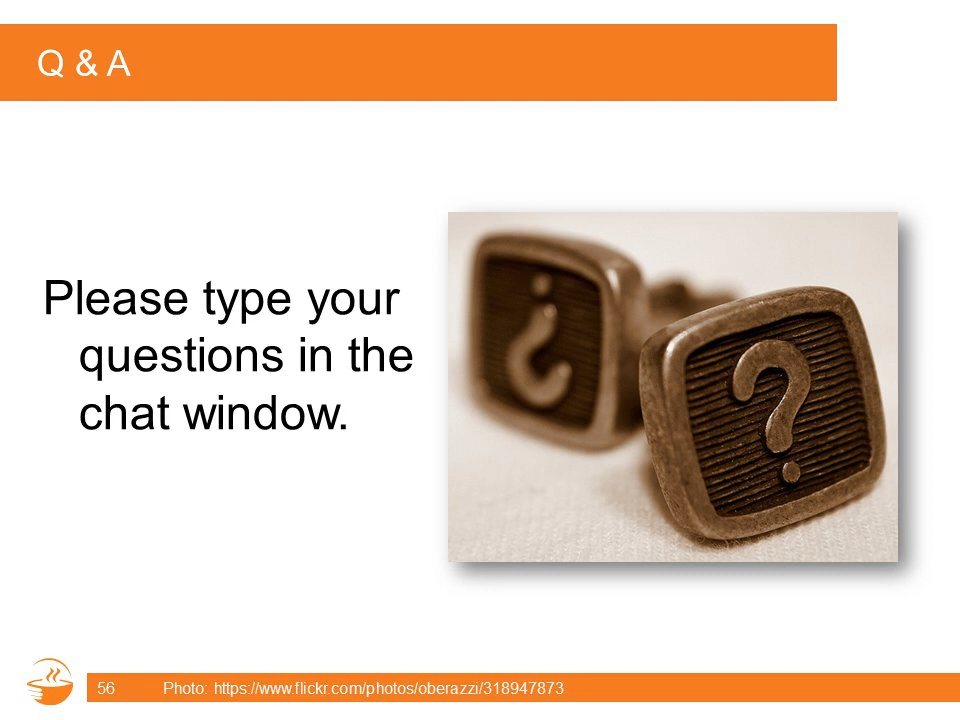 Q & A
Please type your
questions in the
chat window.
¿
?
56 Photo: https://www.flickr.com/photos/oberazzi/318947873